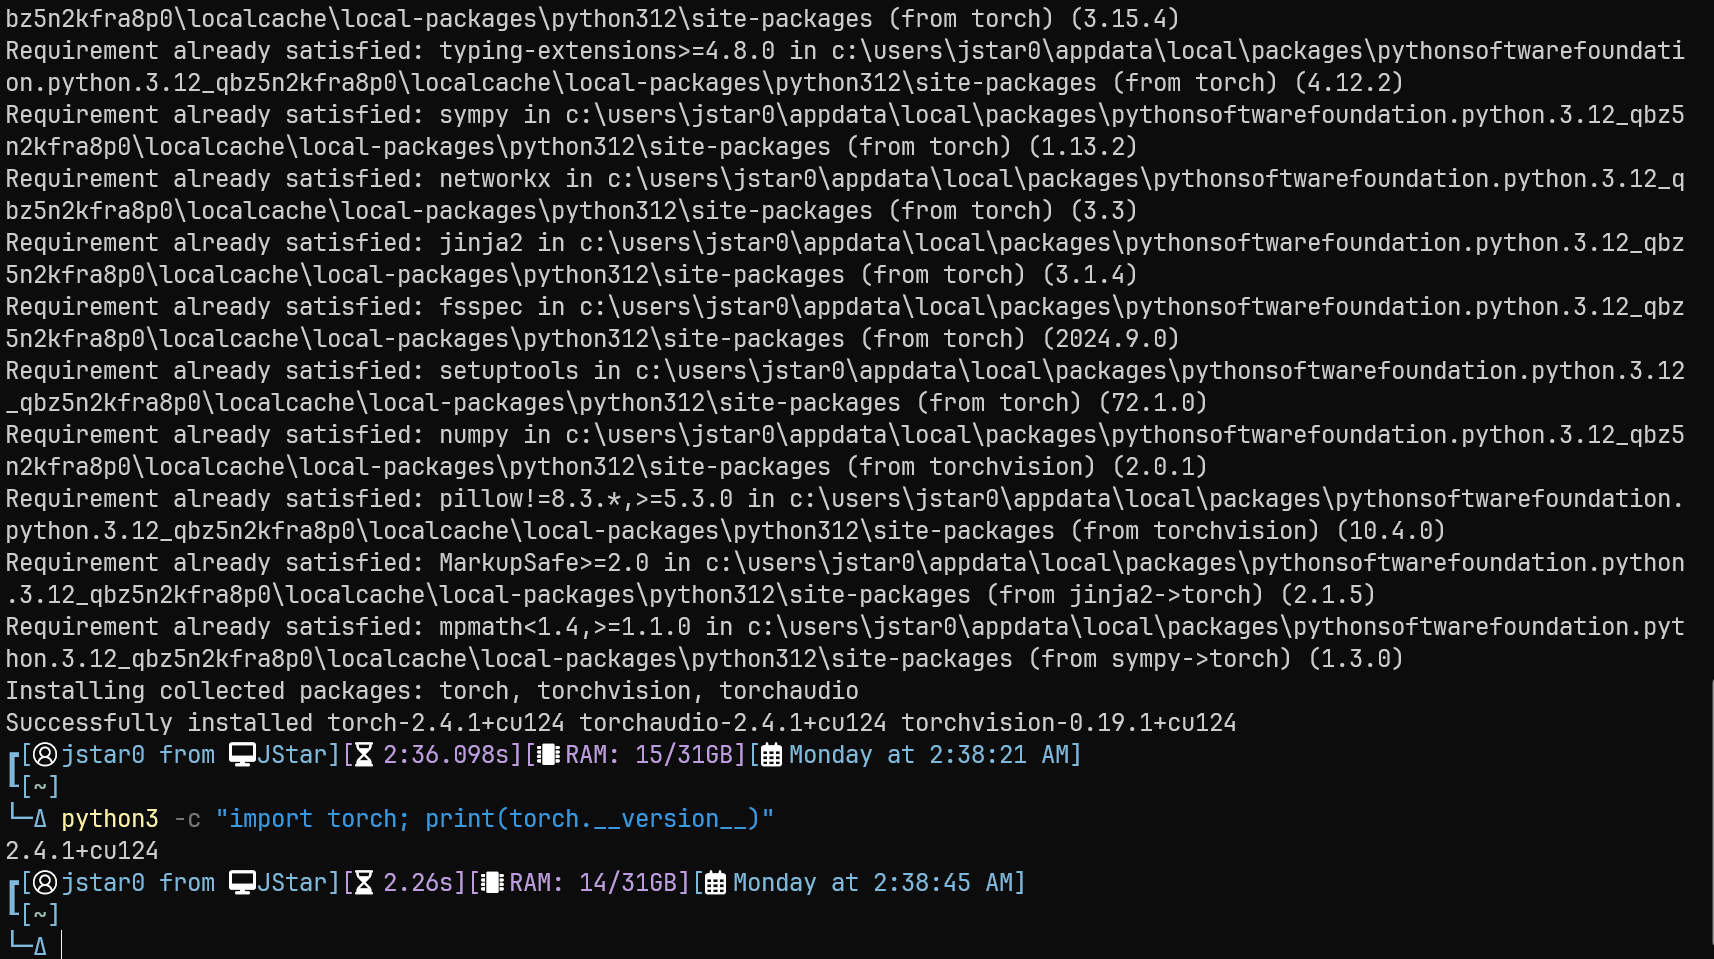 bz5n2kfra8p0\localcache\local-packages\python312\site-packages (from torch) (3.15.4)
Requirement already satisfied: typing-extensions>=4.8.0 in c:\users\jstar0\appdata\local\packages\pythonsoftwarefoundati
on.python.3.12_qbz5n2kfra8p0\localcache\local-packages\python312\site-packages (from torch) (4.12.2)
Requirement already satisfied: sympy in c:\users\jstar0\appdata\local\packages\pythonsoftwarefoundation.python.3.12_qbz5
n2kfra8p0\localcache\local-packages\python312\site-packages (from torch) (1.13.2)
Requirement already satisfied: networkx in c:\users\jstar0\appdata\local\packages\pythonsoftwarefoundation.python.3.12_q
bz5n2kfra8p0\localcache\local-packages\python312\site-packages (from torch) (3.3)
Requirement already satisfied: jinja2 in c:\users\jstar0\appdata\local\packages\pythonsoftwarefoundation.python.3.12_qbz
5n2kfra8p0\localcache\local-packages\python312\site-packages (from torch) (3.1.4)
Requirement already satisfied: fsspec in c:\users\jstar0\appdata\local\packages\pythonsoftwarefoundation.python.3.12_qbz
5n2kfra8p0\localcache\local-packages\python312\site-packages (from torch) (2024.9.0)
Requirement already satisfied: setuptools in c:\users\jstar0\appdata\local\packages\pythonsoftwarefoundation.python.3.12
_qbz5n2kfra8p0\localcache\local-packages\python312\site-packages (from torch) (72.1.0)
Requirement already satisfied: numpy in c:\users\jstar0\appdata\local\packages\pythonsoftwarefoundation.python.3.12_qbz5
n2kfra8p0\localcache\local-packages\python312\site-packages (from torchvision) (2.0.1)
Requirement already satisfied: pillow!=8.3.*,>=5.3.0 in c:\users\jstar0\appdata\local\packages\pythonsoftwarefoundation.
python.3.12_qbz5n2kfra8p0\localcache\local-packages\python312\site-packages (from torchvision) (10.4.0)
Requirement already satisfied: MarkupSafe>=2.0 in c:\users\jstar0\appdata\local\packages\pythonsoftwarefoundation.python
.3.12_qbz5n2kfra8p0\localcache\local-packages\python312\site-packages (from jinja2->torch) (2.1.5)
Requirement already satisfied: mpmath<1.4,>=1.1.0 in c:\users\jstar0\appdata\local\packages\pythonsoftwarefoundation.pyt
hon.3.12_qbz5n2kfra8p0\localcache\local-packages\python312\site-packages (from sympy->torch) (1.3.0)
Installing collected packages: torch, torchvision, torchaudio
Successfully installed torch-2.4.1+cu124 torchaudio-2.4.1+cu124 torchvision-0.19.1+cu124
[jstar0 from JStar][2:36.098s][RAM: 15/31GB][Monday at 2:38:21 AM]
[~]
└─Δ python3 -c "import torch; print(torch.__version__)"
2.4.1+cu124
[jstar0 from JStar][2.26s][RAM: 14/31GB][Monday at 2:38:45 AM]
[~]
└─Δ